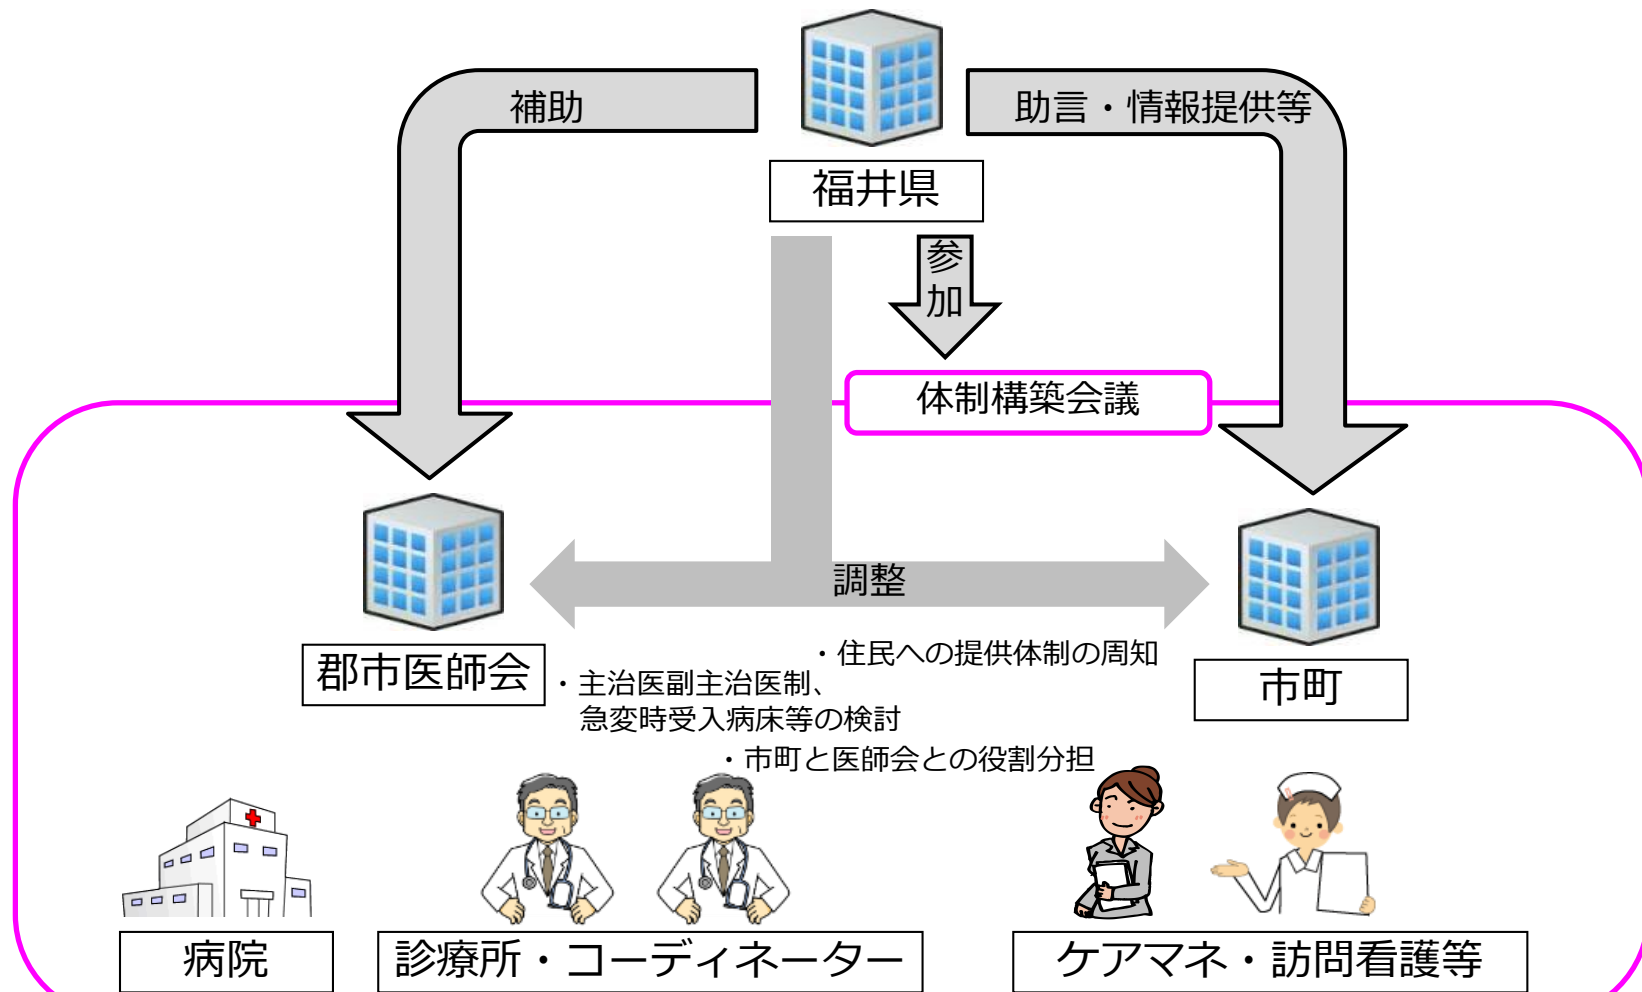 補助
助言・情報提供等
福井県
参
加
体制構築会議
調整
郡市医師会
市町
・住民への提供体制の周知
・主治医副主治医制、
急変時受入病床等の検討
・市町と医師会との役割分担
病院
診療所・コーディネーター
ケアマネ・訪問看護等